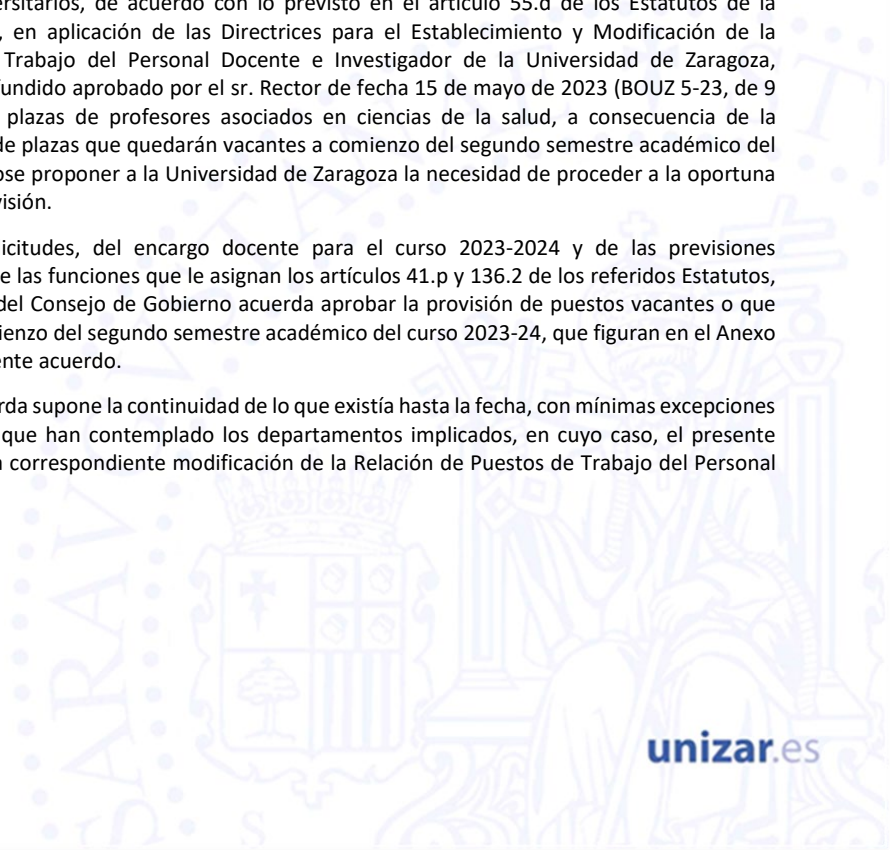 universitarios, de acuerdo con lo previsto en el artículo 55.d de los Estatutos de la
, en aplicación de las Directrices para el Establecimiento y Modificación de la
Trabajo del Personal Docente e Investigador de la Universidad de Zaragoza,
fundido aprobado por el sr. Rector de fecha 15 de mayo de 2023 (BOUZ 5-23, de 9
plazas de profesores asociados en ciencias de la salud, a consecuencia de la
de plazas que quedarán vacantes a comienzo del segundo semestre académico del
ose proponer a la Universidad de Zaragoza la necesidad de proceder a la oportuna
visión.
icitudes, del encargo docente para el curso 2023-2024 y de las previsiones
e las funciones que le asignan los artículos 41.p y 136.2 de los referidos Estatutos,
del Consejo de Gobierno acuerda aprobar la provisión de puestos vacantes o que
ienzo del segundo semestre académico del curso 2023-24, que figuran en el Anexo
ente acuerdo.
rda supone la continuidad de lo que existía hasta la fecha, con mínimas excepciones
que han contemplado los departamentos implicados, en cuyo caso, el presente
a correspondiente modificación de la Relación de Puestos de Trabajo del Personal
unizar.es